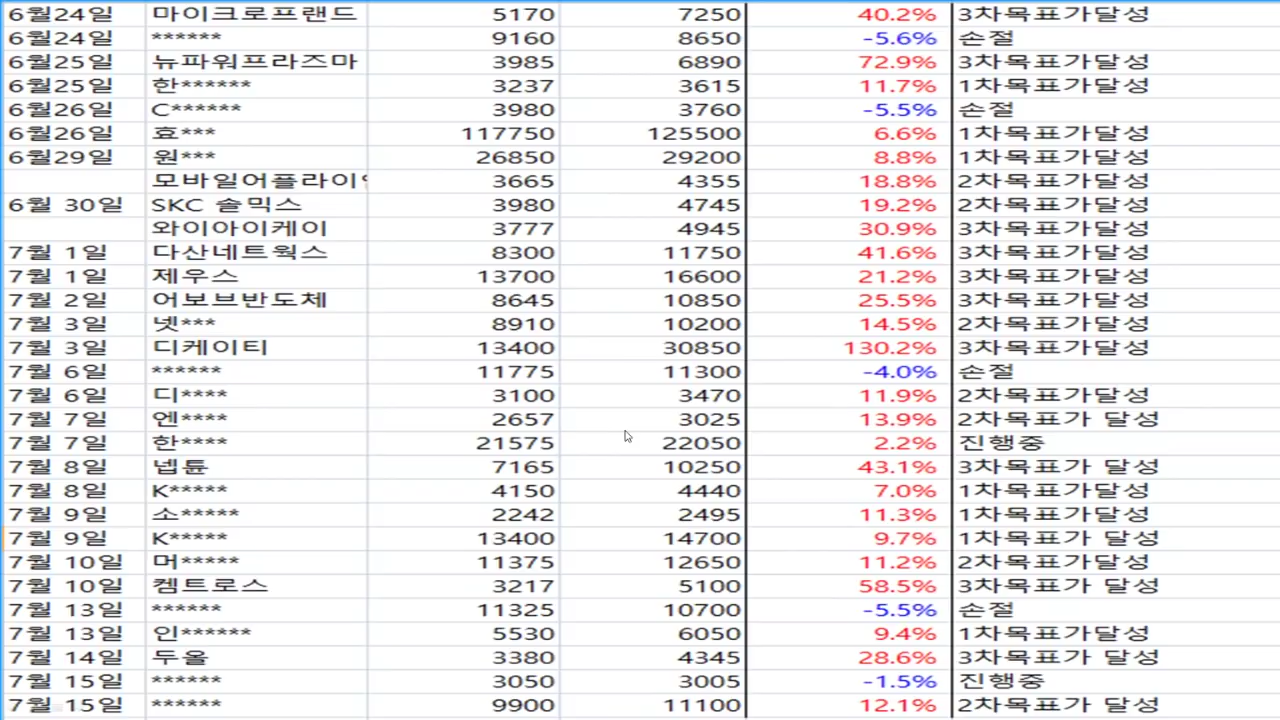 6월24일 마이크로프랜드 5170 7250 40.2% 3차목표가달성
6월24일 ****** 9160 8650 -5.6% 손절
6월25일 뉴파워프라즈마 3985 6890 72.9% 3차목표가달성
6월25일 한****** 3237 3615 11.7% 1차목표가달성
6월26일 C****** 3980 3760 -5.5% 손절
6월26일 효*** 117750 125500 6.6% 1차목표가달성
6월29일 원*** 26850 29200 8.8% 1차목표가달성
모바일어플라이 3665 4355 18.8% 2차목표가달성
6월 30일 SKC 솔믹스 3980 4745 19.2% 2차목표가달성
와이아이케이 3777 4945 30.9% 3차목표가달성
7월 1일 다산네트웍스 8300 11750 41.6% 3차목표가달성
7월 1일 제우스 13700 16600 21.2% 3차목표가달성
7월 2일 어보브반도체 8645 10850 25.5% 3차목표가달성
7월 3일 넷*** 8910 10200 14.5% 2차목표가달성
7월 3일 디케이티 13400 30850 130.2% 3차목표가달성
7월 6일 ****** 11775 11300 -4.0% 손절
7월 6일 디**** 3100 3470 11.9% 2차목표가달성
7월 7일 엔**** 2657 3025 13.9% 2차목표가 달성
7월 7일 한**** 21575 22050 2.2% 진행중
7월 8일 넵튠 7165 10250 43.1% 3차목표가 달성
7월 8일 K***** 4150 4440 7.0% 1차목표가달성
7월 9일 소***** 2242 2495 11.3% 1차목표가달성
7월 9일 K***** 13400 14700 9.7% 1차목표가 달성
7월 10일 머***** 11375 12650 11.2% 2차목표가달성
7월 10일 켐트로스 3217 5100 58.5% 3차목표가 달성
7월 13일 ****** 11325 10700 -5.5% 손절
7월 13일 인****** 5530 6050 9.4% 1차목표가달성
7월 14일 두올 3380 4345 28.6% 3차목표가 달성
7월 15일 ****** 3050 3005 -1.5% 진행중
7월 15일 ****** 9900 11100 12.1% 2차목표가 달성